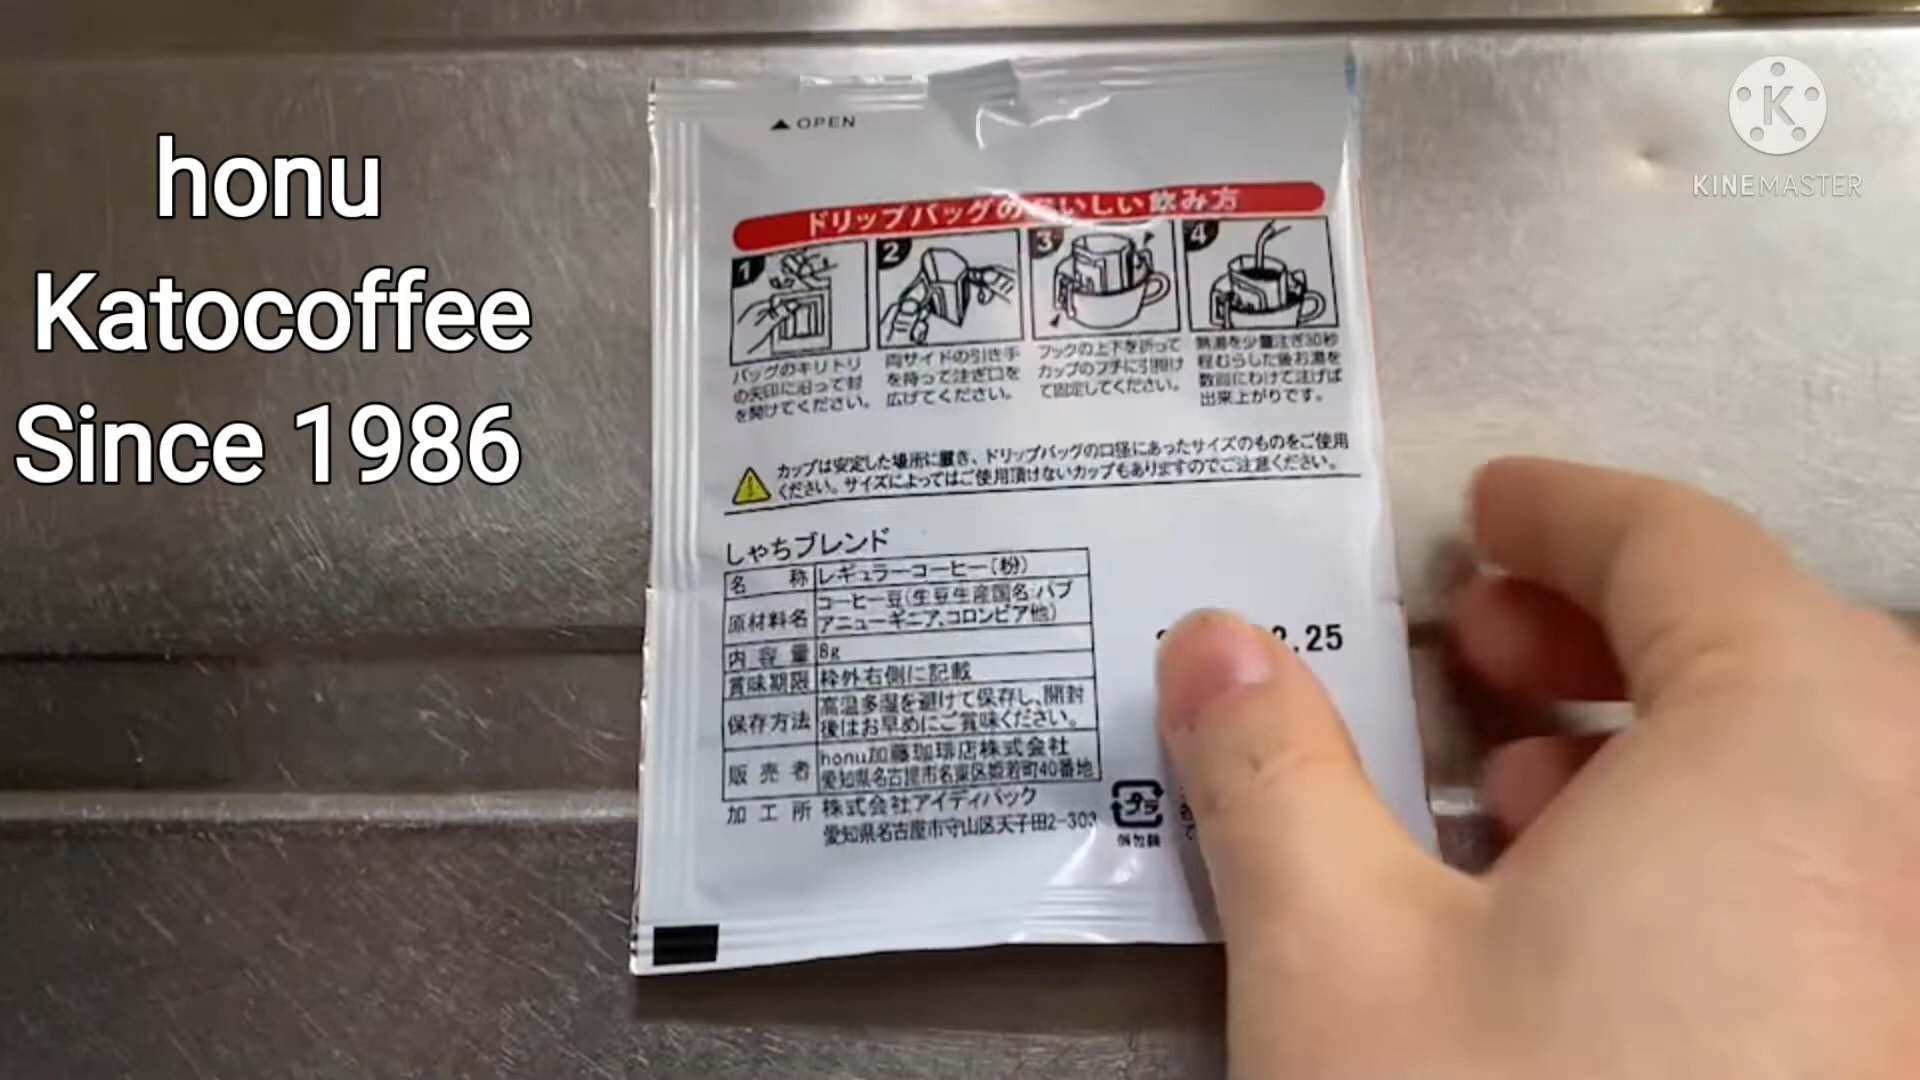 honu
Katocoffee
Since 1986
KINEMASTER
▲OPEN
ドリップバッグのおいしい飲み方
1
2
3
4
バッグのキリトリ
の矢印に沿って封
を開けてください。
両サイドの引き手
を持って注ぎ口を
広げてください。
フックの上下を折って
カップのフチに引掛け
て固定してください。
熱湯を少量注ぎ30秒
程むらした後お湯を
数回にわけて注げば
出来上がりです。
カップは安定した場所に置き、ドリップバッグの口径にあったサイズのものをご使用
ください。サイズによってはご使用頂けないカップもありますのでご注意ください。
しゃちブレンド
名称 レギュラーコーヒー(粉)
原材料名 コーヒー豆(生豆生産国名:パプ
アニューギニア、コロンビア他)
内容量 8g
賞味期限 枠外右側に記載
保存方法 高温多湿を避けて保存し、開封
後はお早めにご賞味ください。
販売者 honu加藤珈琲店株式会社
愛知県名古屋市名東区姫若町40番地
加工所 株式会社アイディパック
愛知県名古屋市守山区天子田2-303
.25
プラ
個包装